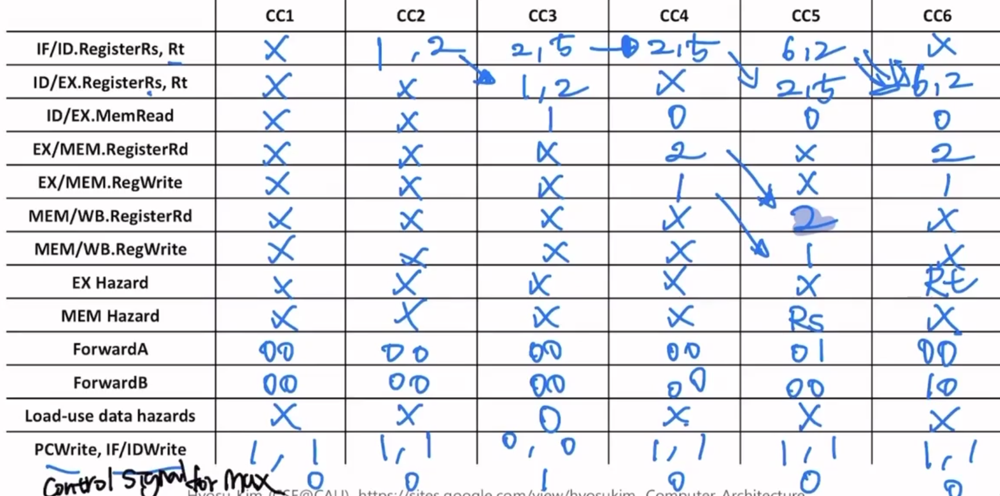 CC1 CC2 CC3 CC4 CC5 CC6
IF/ID.RegisterRs, Rt X 1, 2 2, 5 2, 5 6, 2 X
ID/EX.RegisterRs, Rt X X 1, 2 X 2, 5 6, 2
ID/EX.MemRead X X 1 0 0 0
EX/MEM.RegisterRd X X X 2 X 2
EX/MEM.RegWrite X X X 1 X 1
MEM/WB.RegisterRd X X X X 2 X
MEM/WB.RegWrite X X X X 1 X
EX Hazard X X X X X Rt
MEM Hazard X X X X Rs X
ForwardA 00 00 00 00 01 00
ForwardB 00 00 00 00 00 10
Load-use data hazards X X O X X X
PCWrite, IF/IDWrite 1, 1 1, 1 0, 0 1, 1 1, 1 1, 1
Control Signal for Mux 0 0 1 0 0 0
Hyosu Kim (CSE@CAU), https://sites.google.com/view/hyosukim, Computer Architecture